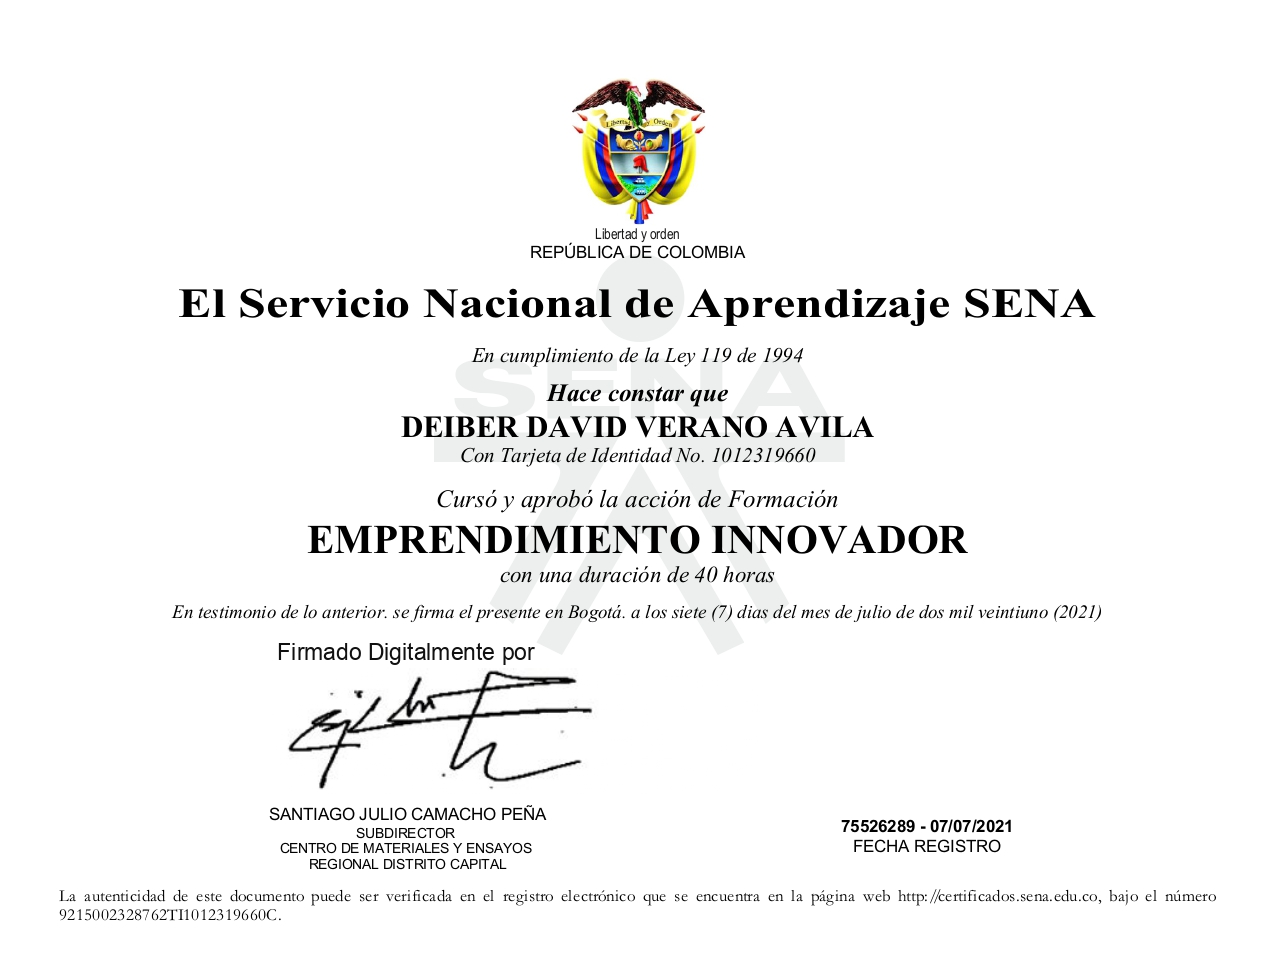 Libertad y Orden
Libertad y orden
REPÚBLICA DE COLOMBIA
El Servicio Nacional de Aprendizaje SENA
En cumplimiento de la Ley 119 de 1994
SENA
Hace constar que
DEIBER DAVID VERANO AVILA
Con Tarjeta de Identidad No. 1012319660
Cursó y aprobó la acción de Formación
EMPRENDIMIENTO INNOVADOR
con una duración de 40 horas
En testimonio de lo anterior. se firma el presente en Bogotá. a los siete (7) dias del mes de julio de dos mil veintiuno (2021)
Firmado Digitalmente por
SANTIAGO JULIO CAMACHO PEÑA
SUBDIRECTOR
CENTRO DE MATERIALES Y ENSAYOS
REGIONAL DISTRITO CAPITAL
75526289 - 07/07/2021
FECHA REGISTRO
La autenticidad de este documento puede ser verificada en el registro electrónico que se encuentra en la página web http://certificados.sena.edu.co, bajo el número
9215002328762TI1012319660C.